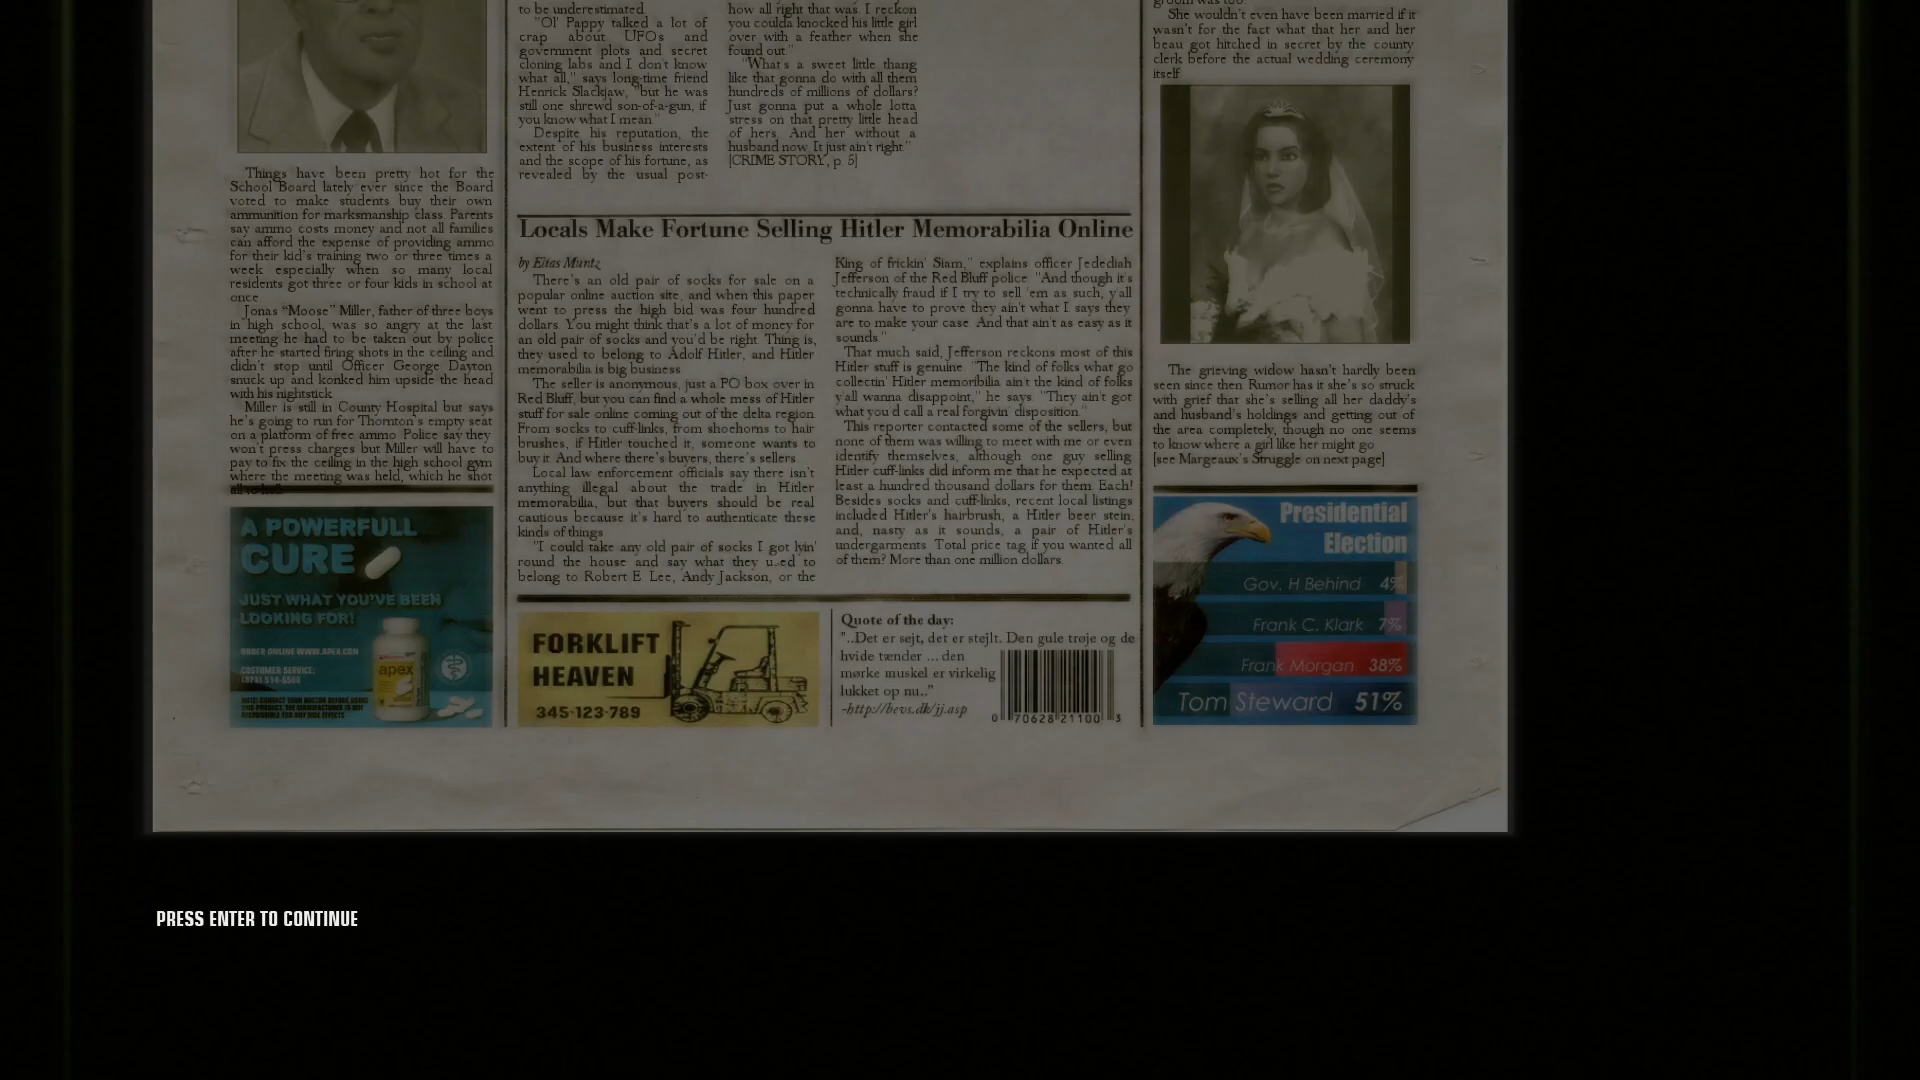 to be underestimated.
"Ol' Pappy talked a lot of
crap about UFOs and
government plots and secret
cloning labs and I don't know
what all," says long-time friend
Henrick Slackjaw, "but he was
still one shrewd son-of-a-gun, if
you know what I mean."
Despite his reputation, the
extent of his business interests
and the scope of his fortune, as
revealed by the usual post-
how all right that was. I reckon
you coulda knocked his little girl
over with a feather when she
found out."
"What's a sweet little thang
like that gonna do with all them
hundreds of millions of dollars?
Just gonna put a whole lotta
stress on that pretty little head
of hers. And her without a
husband now. It just ain't right."
[CRIME STORY, p. 5]
groom was too.
She wouldn't even have been married if it
wasn't for the fact what that her and her
beau got hitched in secret by the county
clerk before the actual wedding ceremony
itself.
Things have been pretty hot for the
School Board lately ever since the Board
voted to make students buy their own
ammunition for marksmanship class. Parents
say ammo costs money and not all families
can afford the expense of providing ammo
for their kid's training two or three times a
week especially when so many local
residents got three or four kids in school at
once.
Jonas "Moose" Miller, father of three boys
in high school, was so angry at the last
meeting he had to be taken out by police
after he started firing shots in the ceiling and
didn't stop until Officer George Dayton
snuck up and konked him upside the head
with his nightstick.
Miller is still in County Hospital but says
he's going to run for Thornton's empty seat
on a platform of free ammo. Police say they
won't press charges but Miller will have to
pay to fix the ceiling in the high school gym
where the meeting was held, which he shot
all to hell.
Locals Make Fortune Selling Hitler Memorabilia Online
by Elias Muntz
There's an old pair of socks for sale on a
popular online auction site, and when this paper
went to press the high bid was four hundred
dollars. You might think that's a lot of money for
an old pair of socks and you'd be right. Thing is,
they used to belong to Adolf Hitler, and Hitler
memorabilia is big business.
The seller is anonymous, just a PO box over in
Red Bluff, but you can find a whole mess of Hitler
stuff for sale online coming out of the delta region.
From socks to cuff-links, from shoehorns to hair
brushes, if Hitler touched it, someone wants to
buy it. And where there's buyers, there's sellers.
Local law enforcement officials say there isn't
anything illegal about the trade in Hitler
memorabilia, but that buyers should be real
cautious because it's hard to authenticate these
kinds of things.
"I could take any old pair of socks I got lyin'
round the house and say what they used to
belong to Robert E. Lee, Andy Jackson, or the
King of frickin' Siam," explains officer Jedediah
Jefferson of the Red Bluff police. "And though it's
technically fraud if I try to sell 'em as such, y'all
gonna have to prove they ain't what I says they
are to make your case. And that ain't as easy as it
sounds."
That much said, Jefferson reckons most of this
Hitler stuff is genuine. "The kind of folks what go
collectin' Hitler memoribilia ain't the kind of folks
y'all wanna disappoint," he says. "They ain't got
what you'd call a real forgivin' disposition."
This reporter contacted some of the sellers, but
none of them was willing to meet with me or even
identify themselves, although one guy selling
Hitler cuff-links did inform me that he expected at
least a hundred thousand dollars for them. Each!
Besides socks and cuff-links, recent local listings
included Hitler's hairbrush, a Hitler beer stein,
and, nasty as it sounds, a pair of Hitler's
undergarments. Total price tag if you wanted all
of them? More than one million dollars.
The grieving widow hasn't hardly been
seen since then. Rumor has it she's so struck
with grief that she's selling all her daddy's
and husband's holdings and getting out of
the area completely, though no one seems
to know where a girl like her might go.
[see Margeaux's Struggle on next page]
A POWERFULL
CURE
JUST WHAT YOU'VE BEEN
LOOKING FOR!
ORDER ONLINE WWW.APEX.CON
COSTUMER SERVICE:
apex
NOTE! CONTACT YOUR DOCTOR BEFORE USING
THIS PRODUCT. THE MANUFACTURER IS NOT
RESPONSIBLE FOR ANY SIDE EFFECTS
FORKLIFT
HEAVEN
345-123-789
Quote of the day:
"..Det er sejt, det er stejlt. Den gule trøje og de
hvide tænder ... den
mørke muskel er virkelig
lukket op nu.."
-http://bevs.dk/jj.asp
0 70628 21100 3
Presidential
Election
Gov. H Behind 4%
Frank C. Klark 7%
Frank Morgan 38%
Tom Steward 51%
PRESS ENTER TO CONTINUE